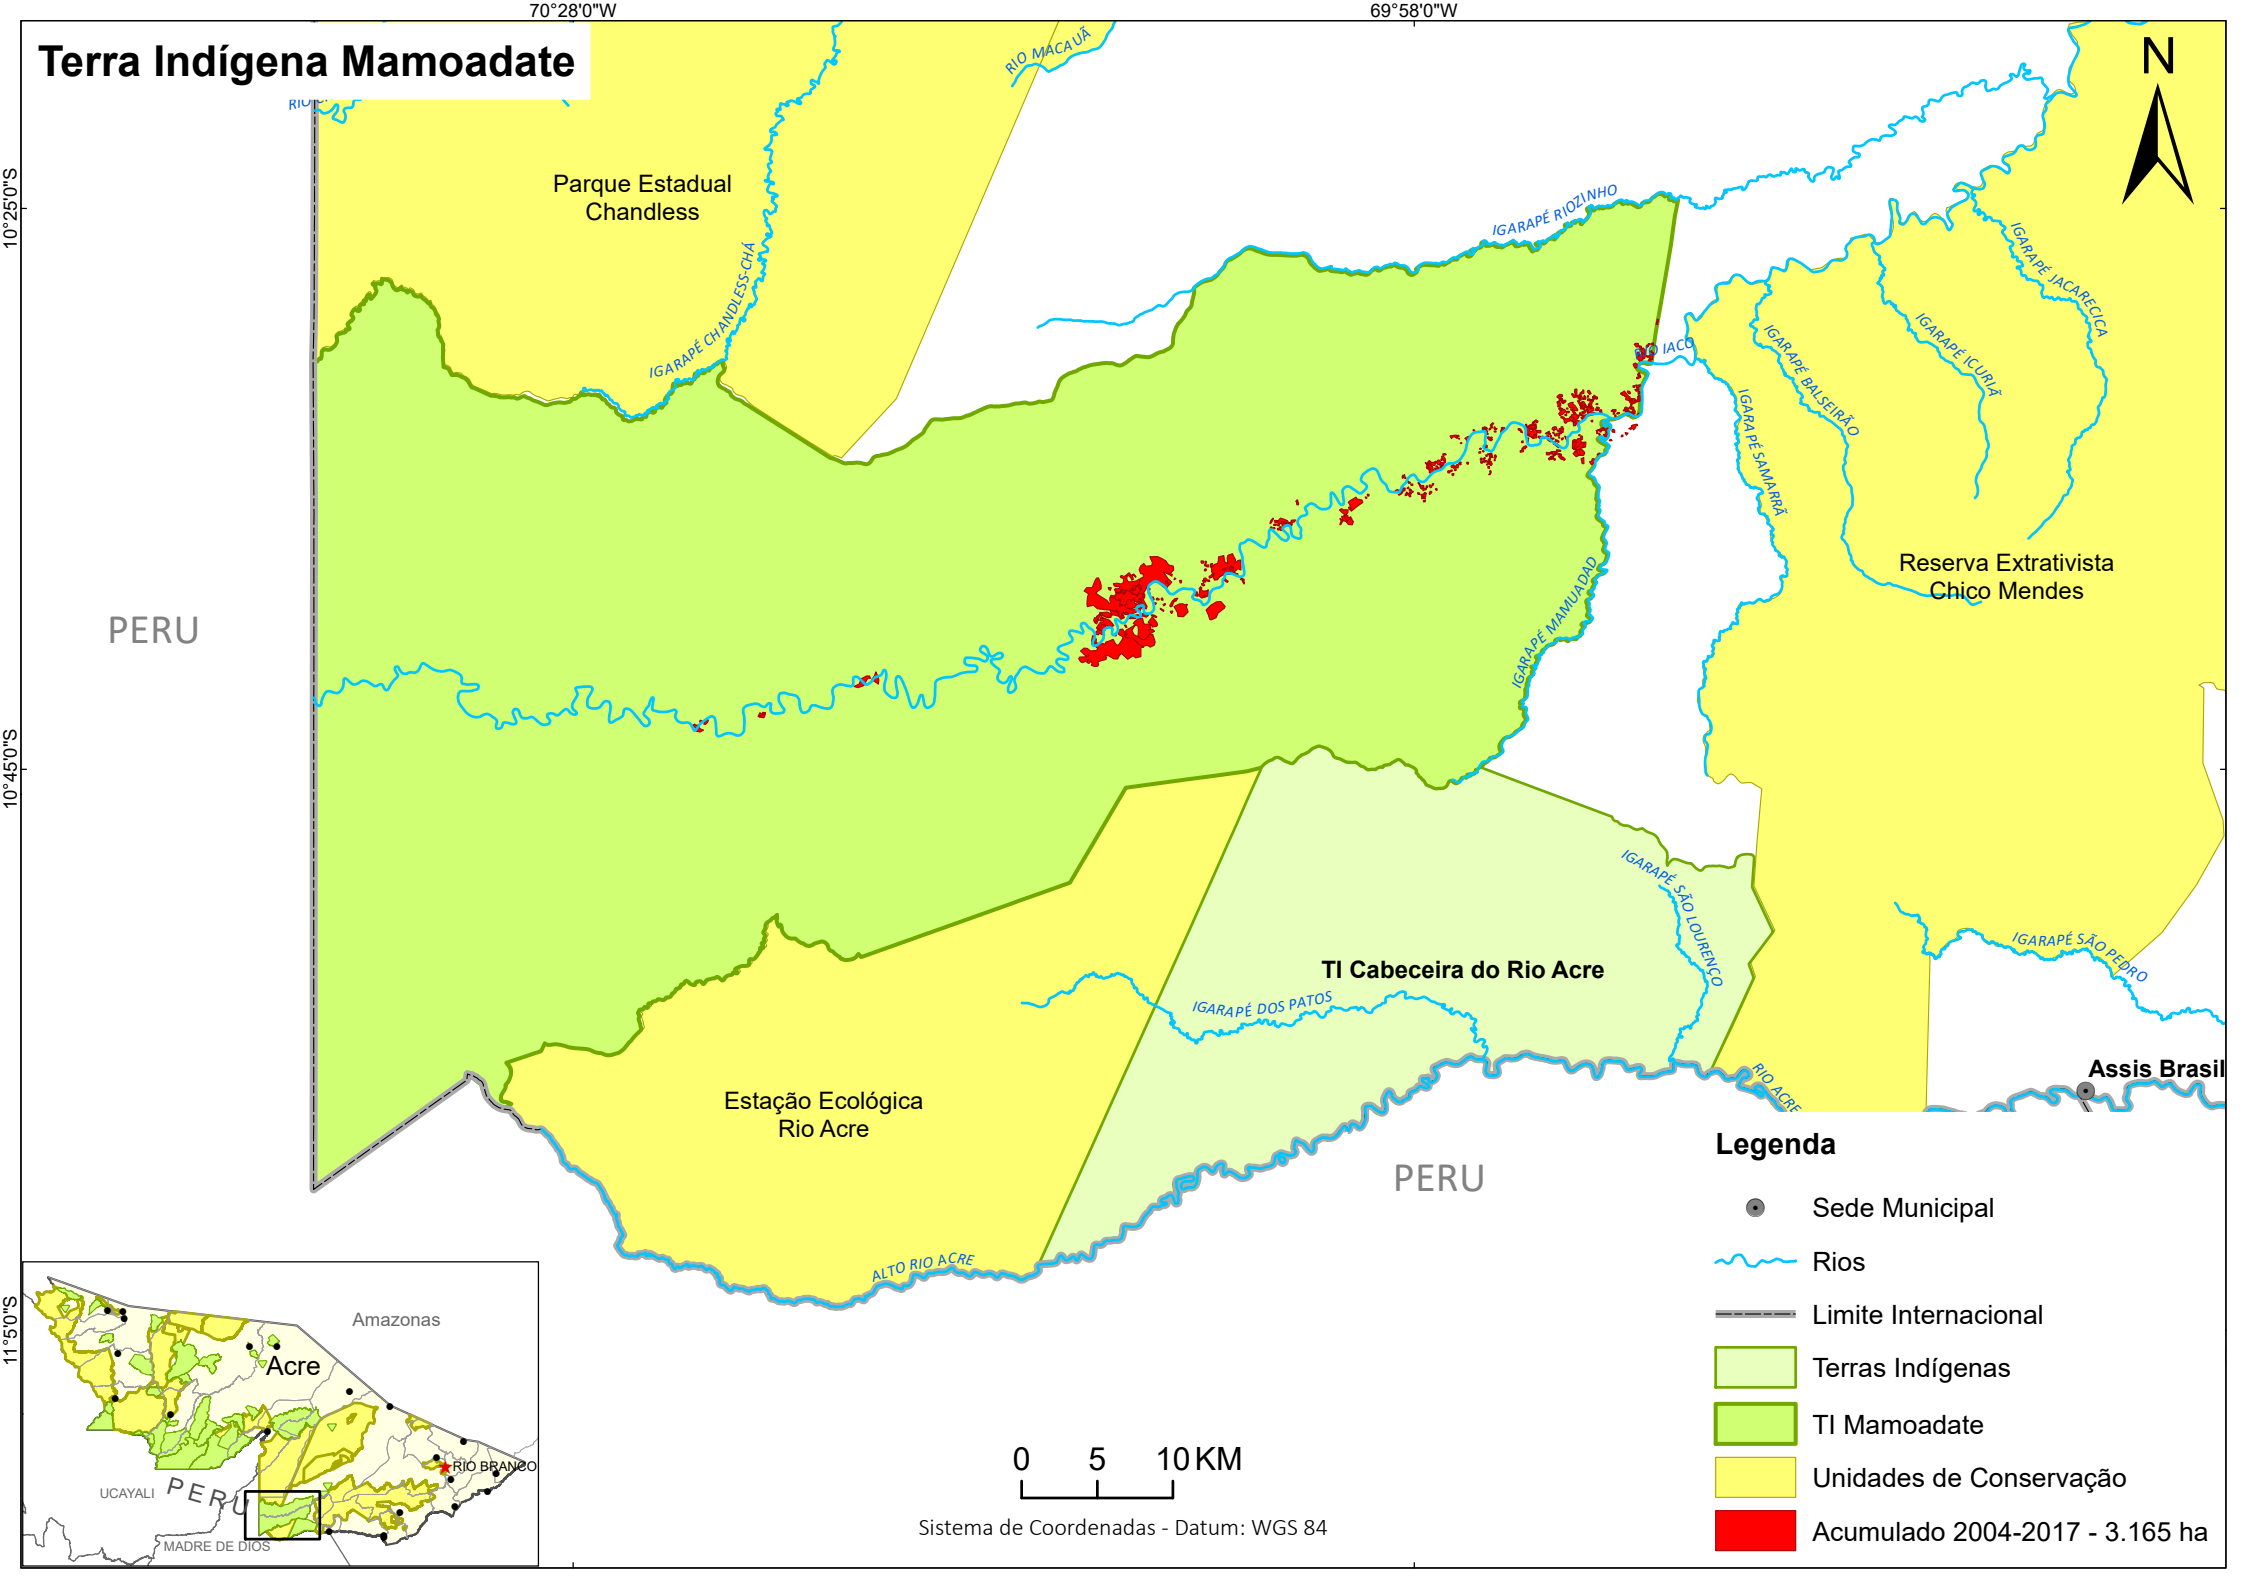 70°28'0"W
69°58'0"W
Terra Indígena Mamoadate
N
RIO MACAUÃ
RIO
10°25'0"S
Parque Estadual
Chandless
IGARAPÉ RIOZINHO
IGARAPÉ CHANDLESS-CHÁ
IGARAPÉ JACARECICA
IGARAPÉ ICURIÃ
IGARAPÉ BALSEIRÃO
RIO IACO
IGARAPÉ SAMARRÃ
Reserva Extrativista
Chico Mendes
PERU
IGARAPÉ MAMUADAD
10°45'0"S
IGARAPÉ SÃO LOURENÇO
IGARAPÉ SÃO PEDRO
TI Cabeceira do Rio Acre
IGARAPÉ DOS PATOS
RIO ACRE
Assis Brasil
Estação Ecológica
Rio Acre
PERU
ALTO RIO ACRE
11°5'0"S
Legenda
Sede Municipal
Rios
Limite Internacional
Terras Indígenas
TI Mamoadate
Unidades de Conservação
Acumulado 2004-2017 - 3.165 ha
0 5 10 KM
Sistema de Coordenadas - Datum: WGS 84
Amazonas
Acre
RIO BRANCO
UCAYALI
PERU
MADRE DE DIOS